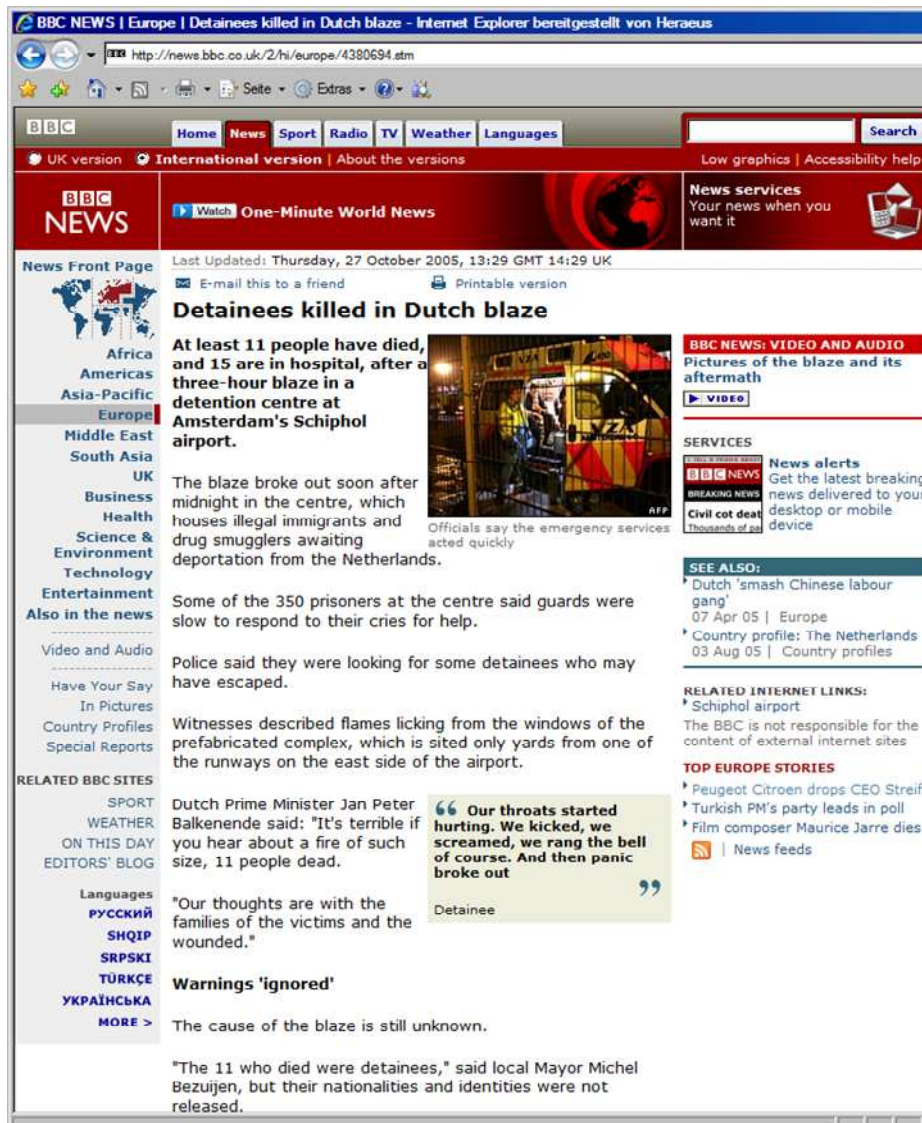 BBC NEWS | Europe | Detainees killed in Dutch blaze - Internet Explorer bereitgestellt von Heraeus
BBC http://news.bbc.co.uk/2/hi/europe/4380694.stm
Seite Extras
BBC
Home News Sport Radio TV Weather Languages
Search
UK version International version | About the versions
Low graphics | Accessibility help
BBC
NEWS
Watch One-Minute World News
News services
Your news when you
want it
News Front Page
Africa
Americas
Asia-Pacific
Europe
Middle East
South Asia
UK
Business
Health
Science &
Environment
Technology
Entertainment
Also in the news
Video and Audio
Have Your Say
In Pictures
Country Profiles
Special Reports
RELATED BBC SITES
SPORT
WEATHER
ON THIS DAY
EDITORS' BLOG
Languages
РУССКИЙ
SHQIP
SRPSKI
TÜRKÇE
УКРАЇНСЬКА
MORE >
Last Updated: Thursday, 27 October 2005, 13:29 GMT 14:29 UK
E-mail this to a friend
Printable version
Detainees killed in Dutch blaze
At least 11 people have died,
and 15 are in hospital, after a
three-hour blaze in a
detention centre at
Amsterdam's Schiphol
airport.
VZA
AFP
Officials say the emergency services
acted quickly
The blaze broke out soon after
midnight in the centre, which
houses illegal immigrants and
drug smugglers awaiting
deportation from the Netherlands.
Some of the 350 prisoners at the centre said guards were
slow to respond to their cries for help.
Police said they were looking for some detainees who may
have escaped.
Witnesses described flames licking from the windows of the
prefabricated complex, which is sited only yards from one of
the runways on the east side of the airport.
Dutch Prime Minister Jan Peter
Balkenende said: "It's terrible if
you hear about a fire of such
size, 11 people dead.
"Our thoughts are with the
families of the victims and the
wounded."
“ Our throats started
hurting. We kicked, we
screamed, we rang the bell
of course. And then panic
broke out
”
Detainee
Warnings 'ignored'
The cause of the blaze is still unknown.
"The 11 who died were detainees," said local Mayor Michel
Bezuijen, but their nationalities and identities were not
released.
BBC NEWS: VIDEO AND AUDIO
Pictures of the blaze and its
aftermath
VIDEO
SERVICES
BBC NEWS
BREAKING NEWS
Civil cot deat
Thousands of pa
News alerts
Get the latest breaking
news delivered to your
desktop or mobile
device
SEE ALSO:
Dutch 'smash Chinese labour
gang'
07 Apr 05 | Europe
Country profile: The Netherlands
03 Aug 05 | Country profiles
RELATED INTERNET LINKS:
Schiphol airport
The BBC is not responsible for the
content of external internet sites
TOP EUROPE STORIES
Peugeot Citroen drops CEO Streif
Turkish PM's party leads in poll
Film composer Maurice Jarre dies
| News feeds